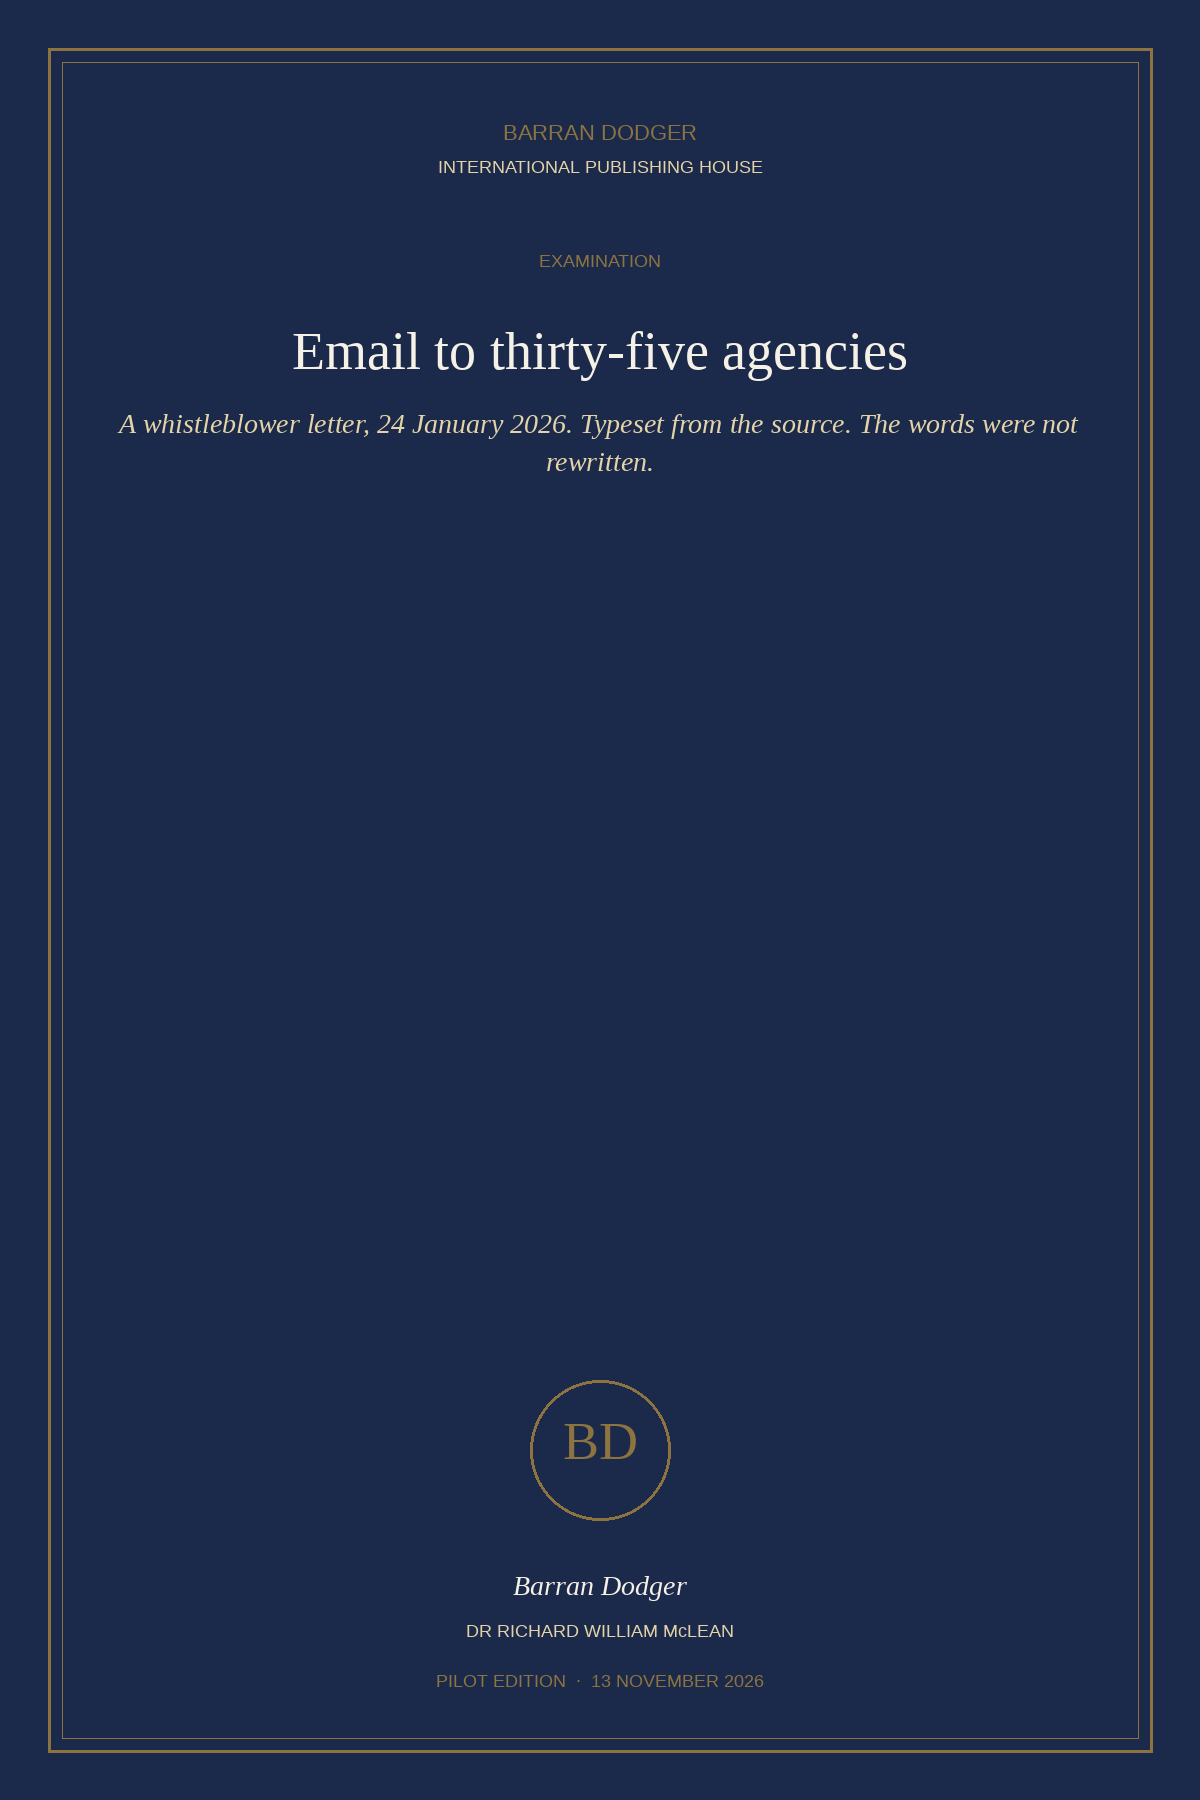 BARRAN DODGER
INTERNATIONAL PUBLISHING HOUSE
EXAMINATION
Email to thirty-five agencies
A whistleblower letter, 24 January 2026. Typeset from the source. The words were not
rewritten.
BD
Barran Dodger
DR RICHARD WILLIAM McLEAN
PILOT EDITION · 13 NOVEMBER 2026